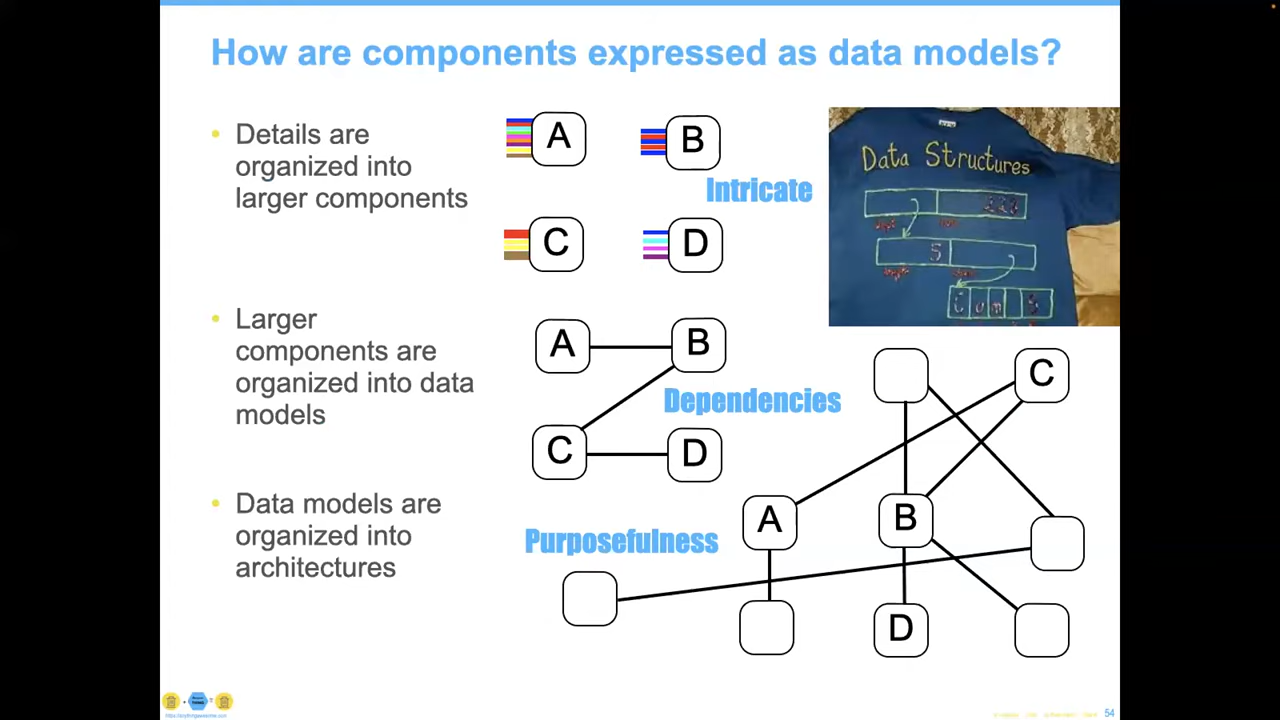 How are components expressed as data models?
• Details are
organized into
larger components
A
B
Intricate
C
D
Data Structures
5
• Larger
components are
organized into data
models
A
B
Dependencies
C
D
• Data models are
organized into
architectures
Purposefulness
C
A
B
D
54